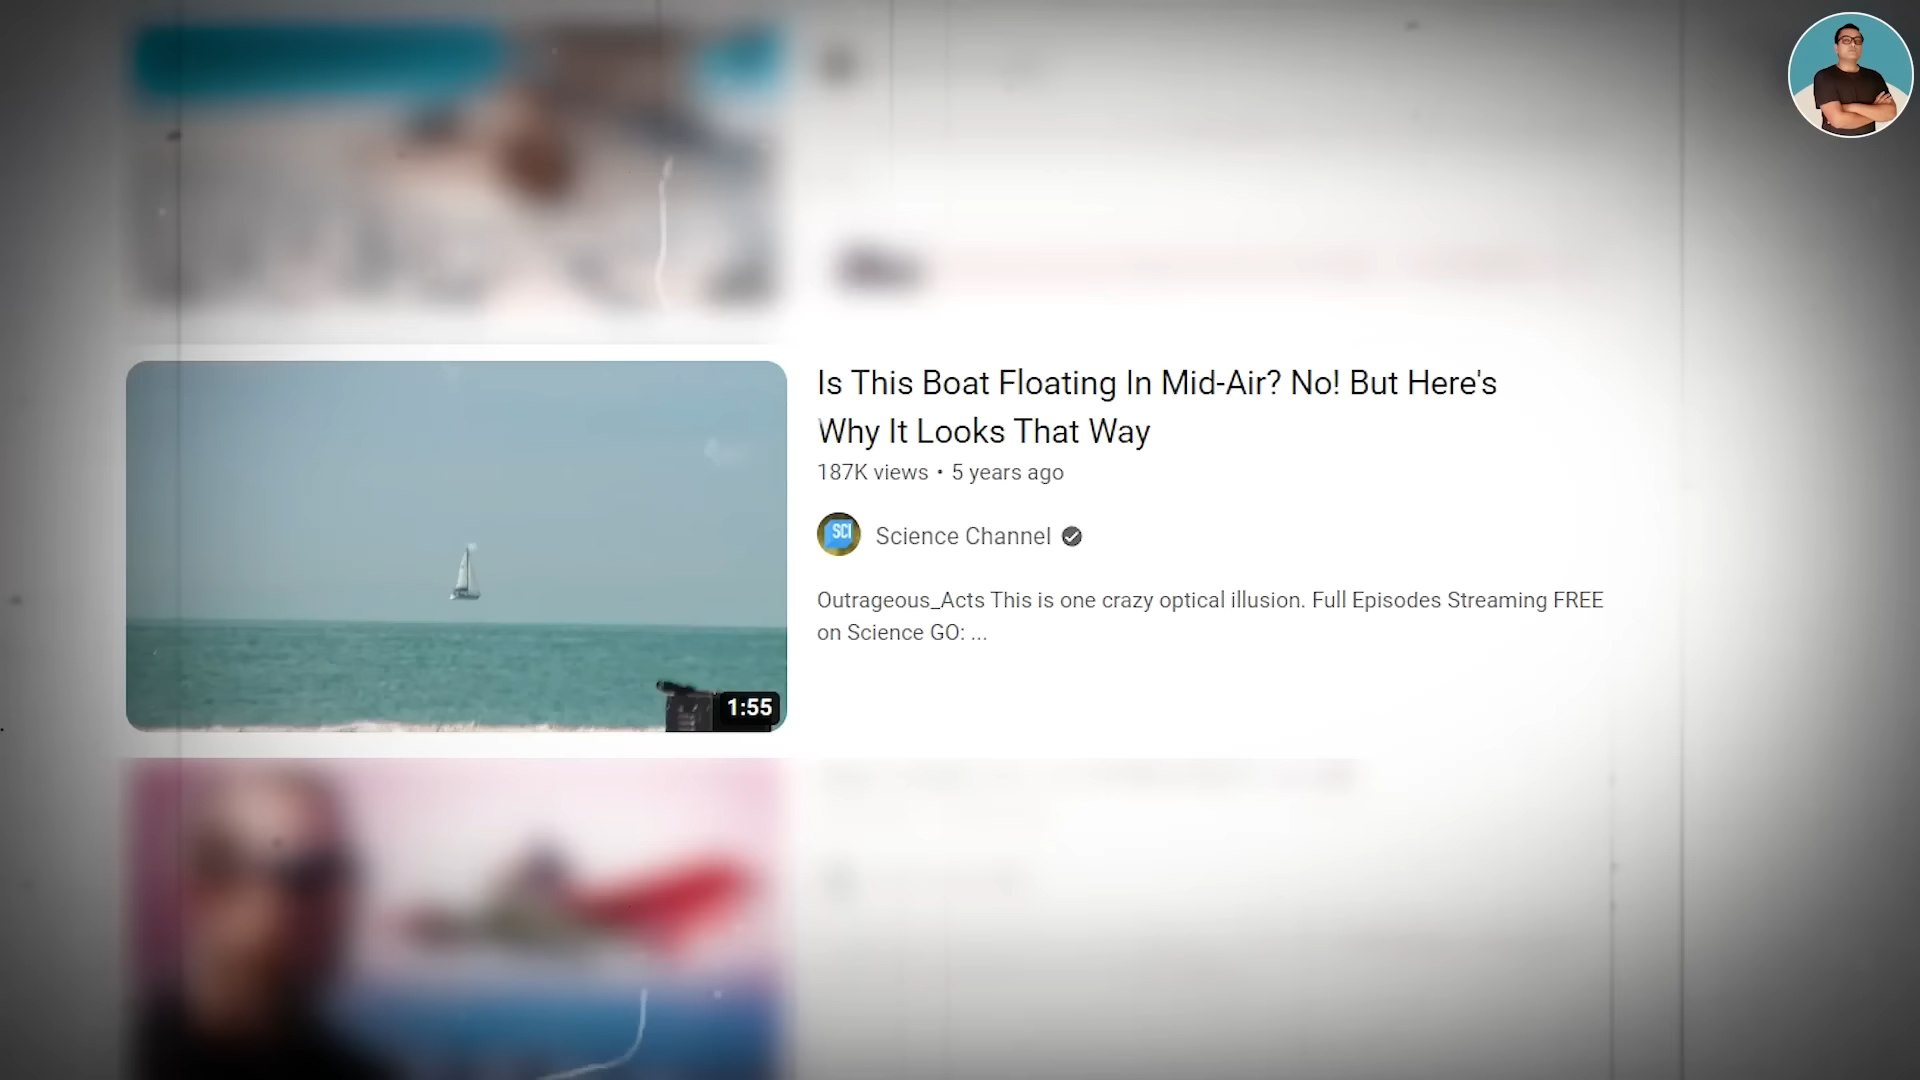 Is This Boat Floating In Mid-Air? No! But Here's
Why It Looks That Way
187K views • 5 years ago
SCI
Science Channel
Outrageous_Acts This is one crazy optical illusion. Full Episodes Streaming FREE
on Science GO: ...
1:55